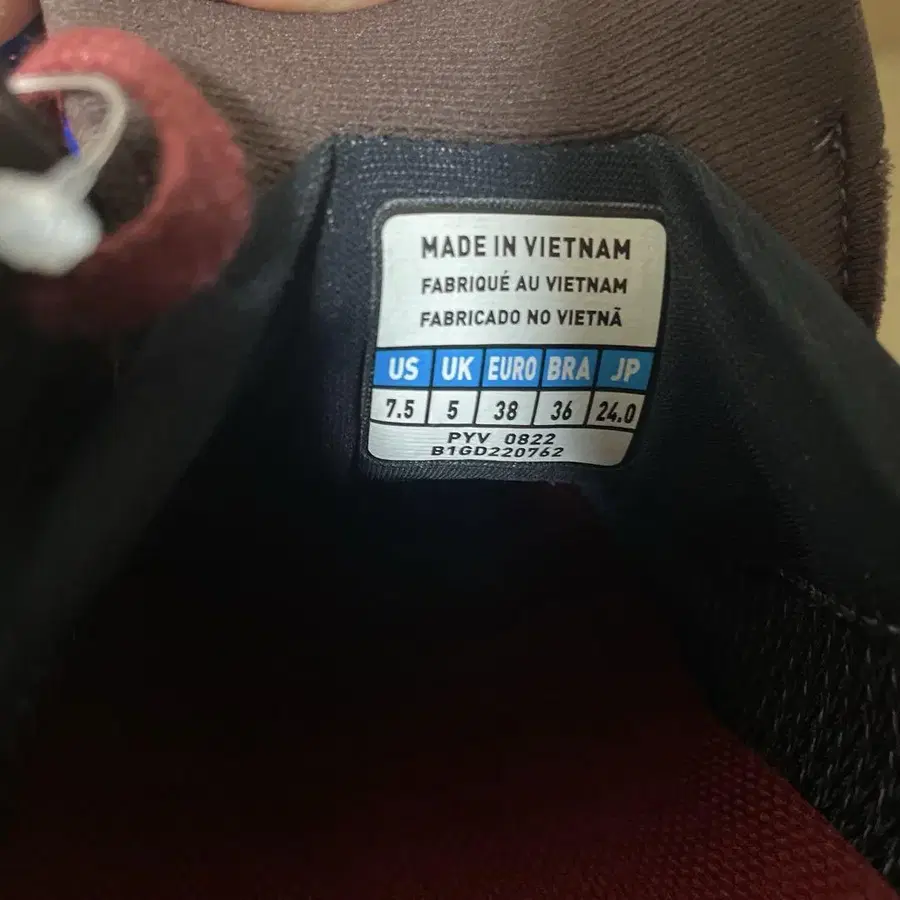 MADE IN VIETNAM
FABRIQUÉ AU VIETNAM
FABRICADO NO VIETNÃ
US UK EURO BRA JP
7.5 5 38 36 24.0
PYV 0822
B1GD220762